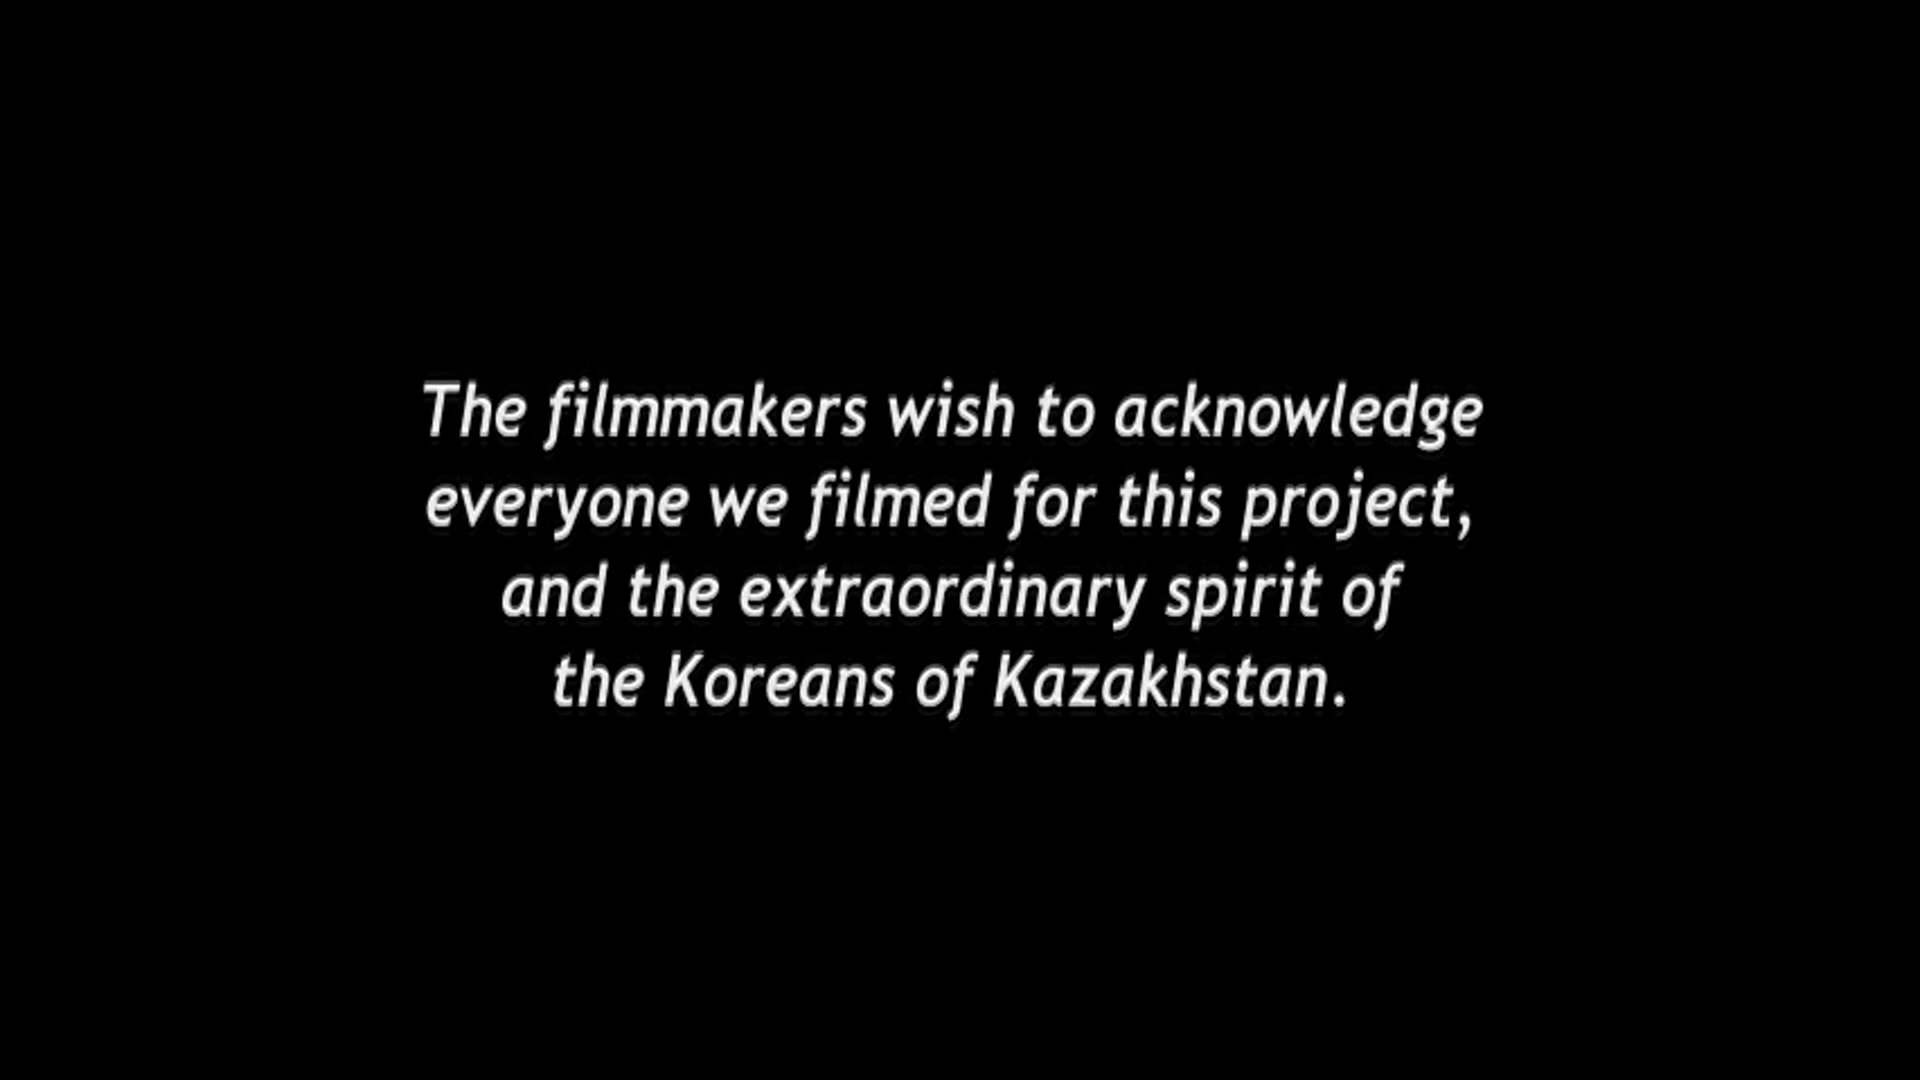 The filmmakers wish to acknowledge
everyone we filmed for this project,
and the extraordinary spirit of
the Koreans of Kazakhstan.